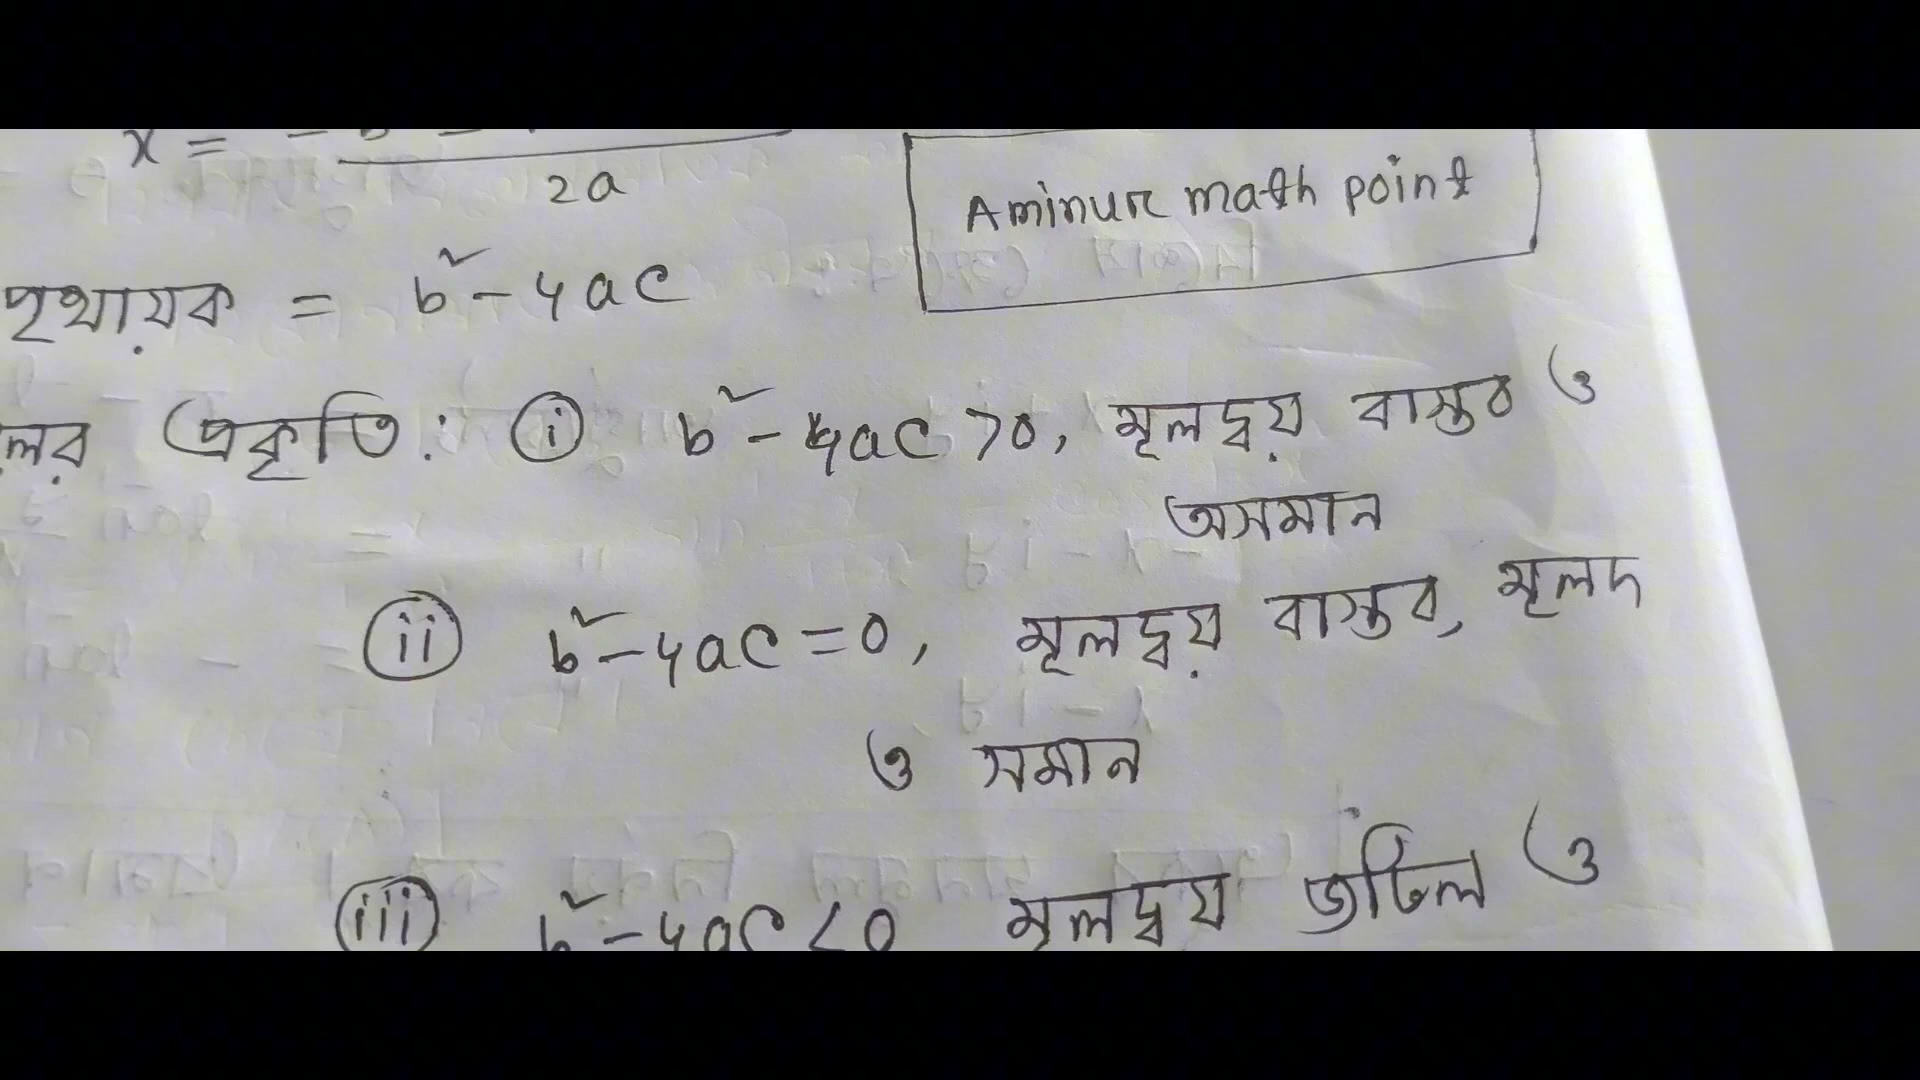 x =
2a
Aminur math point
পৃথায়ক = b² - 4ac
প্রকৃতি: (i) b² - 4ac >0, মূলদ্বয় বাস্তব ও
অসমান
(ii) b² - 4ac = 0, মূলদ্বয় বাস্তব, মূলদ
ও সমান
(iii) b² - 4ac < 0 মূলদ্বয় জটিল ও